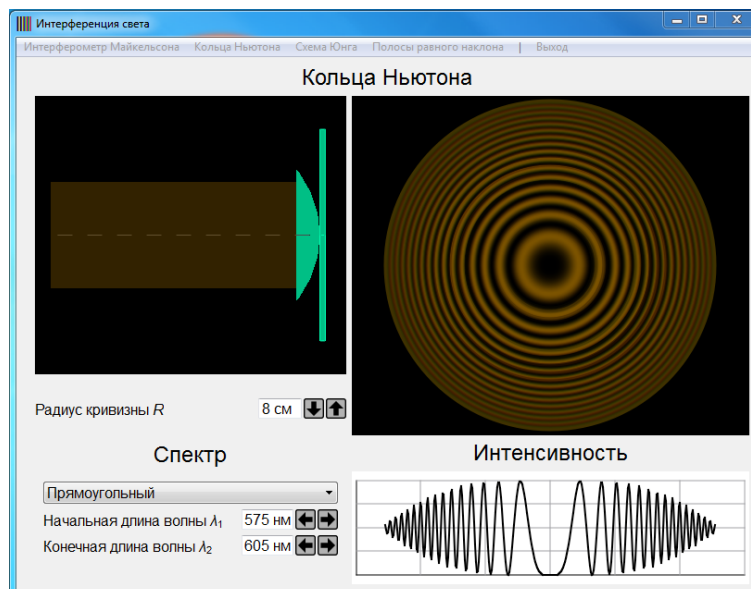 Интерференция света
Интерферометр Майкельсона Кольца Ньютона Схема Юнга Полосы равного наклона | Выход
Кольца Ньютона
Радиус кривизны R 8 см
Спектр
Прямоугольный
Начальная длина волны λ1 575 нм
Конечная длина волны λ2 605 нм
Интенсивность